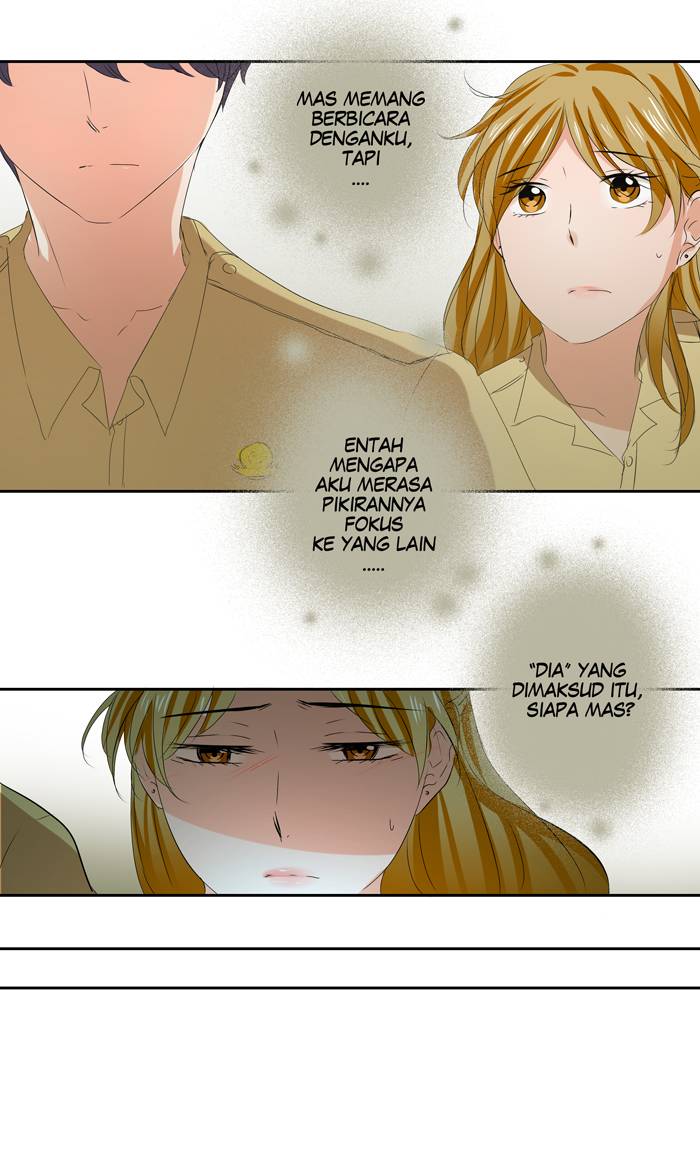 MAS MEMANG
BERBICARA
DENGANKU,
TAPI
....
ENTAH
MENGAPA
AKU MERASA
PIKIRANNYA
FOKUS
KE YANG LAIN
.....
"DIA" YANG
DIMAKSUD ITU,
SIAPA MAS?